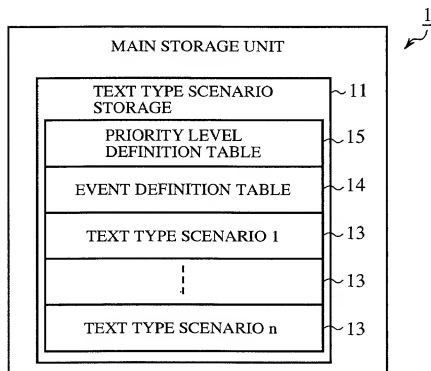 1
MAIN STORAGE UNIT
TEXT TYPE SCENARIO
STORAGE
11
PRIORITY LEVEL
DEFINITION TABLE
15
EVENT DEFINITION TABLE
14
TEXT TYPE SCENARIO 1
13
13
TEXT TYPE SCENARIO n
13